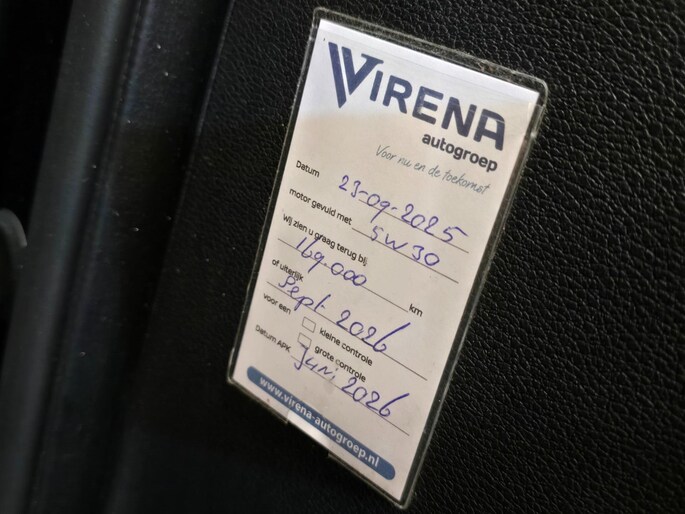 VIRENA
autogroep
Voor nu en de toekomst
Datum 23-09-2025
motor gevuld met 5W30
wij zien u graag terug bij
169.000 km
of uiterlijk
Sept 2026
voor een kleine controle
grote controle
Datum APK Juni 2026
www.virena-autogroep.nl